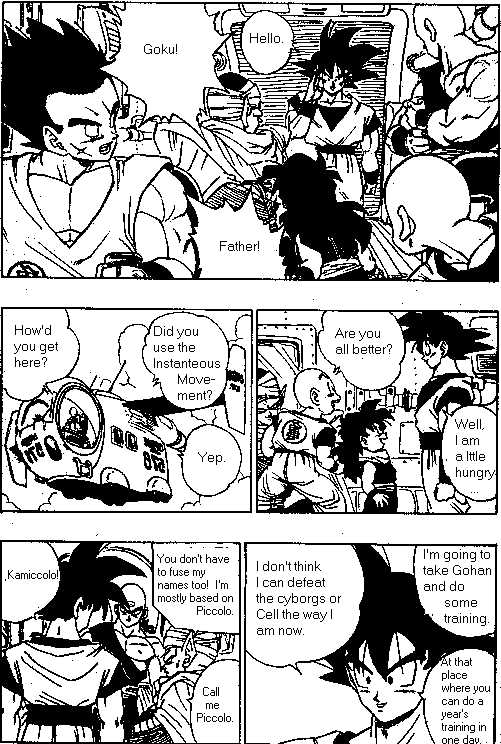 Goku!
Hello.
Father!
How'd
you get
here?
Did you
use the
Instanteous
Move-
ment?
Yep.
Are you
all better?
Well,
I am
a lttle
hungry
Kamiccolo!
You don't have
to fuse my
names too!  I'm
mostly based on
Piccolo.
Call
me
Piccolo.
I don't think
I can defeat
the cyborgs or
Cell the way I
am now.
I'm going to
take Gohan
and do
some
training.
At that
place
where you
can do a
year's
training in
one day.